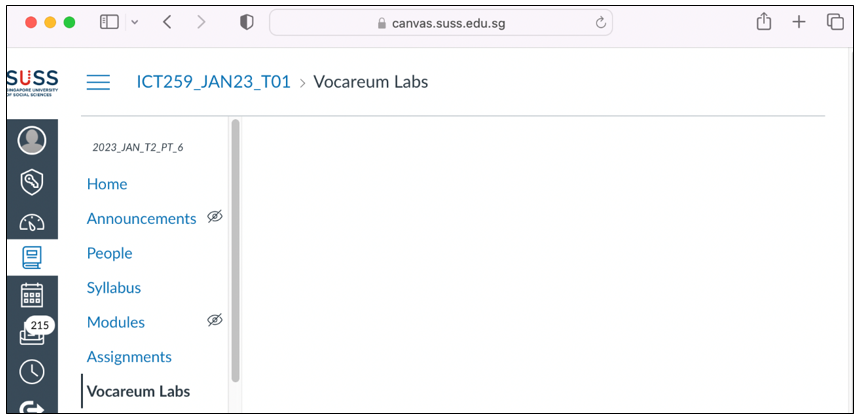 canvas.suss.edu.sg
SUSS
SINGAPORE UNIVERSITY
OF SOCIAL SCIENCES
ICT259_JAN23_T01 > Vocareum Labs
2023_JAN_T2_PT_6
Home
Announcements
People
Syllabus
Modules
215
Assignments
Vocareum Labs